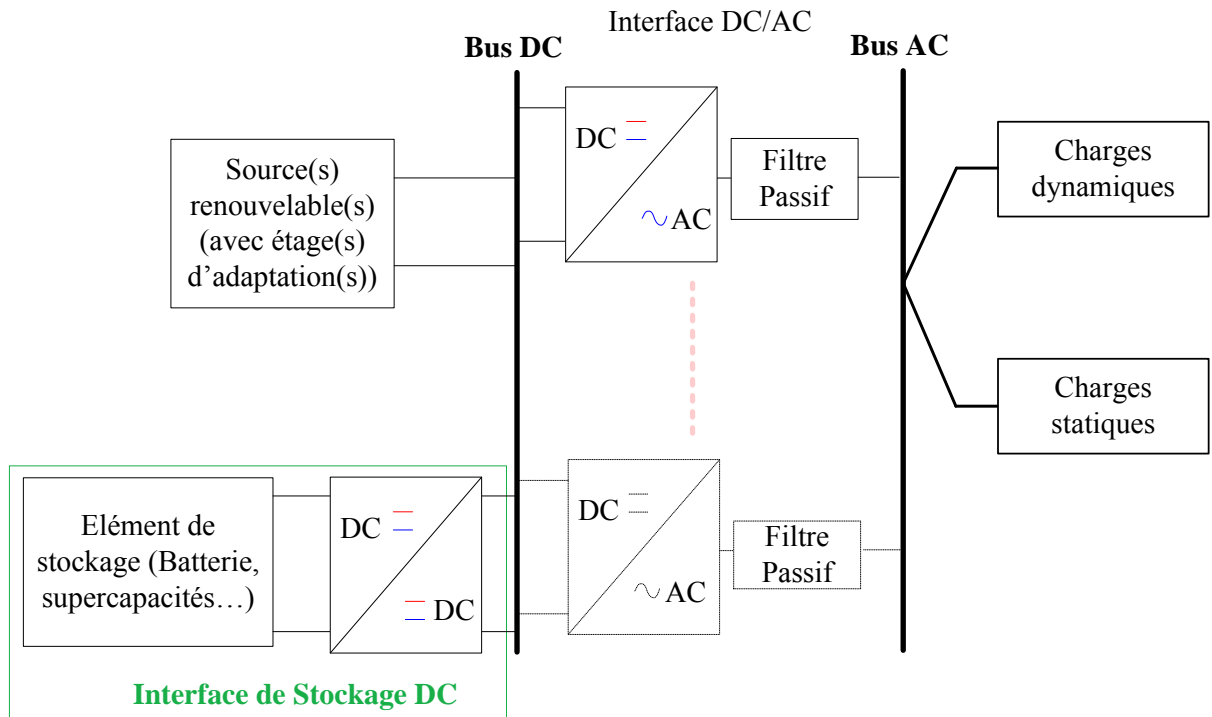 Interface DC/AC
Bus DC
Bus AC
Source(s)
renouvelable(s)
(avec étage(s)
d’adaptation(s))
DC
AC
Filtre
Passif
Charges
dynamiques
Charges
statiques
Elément de
stockage (Batterie,
supercapacités…)
DC
DC
DC
AC
Filtre
Passif
Interface de Stockage DC